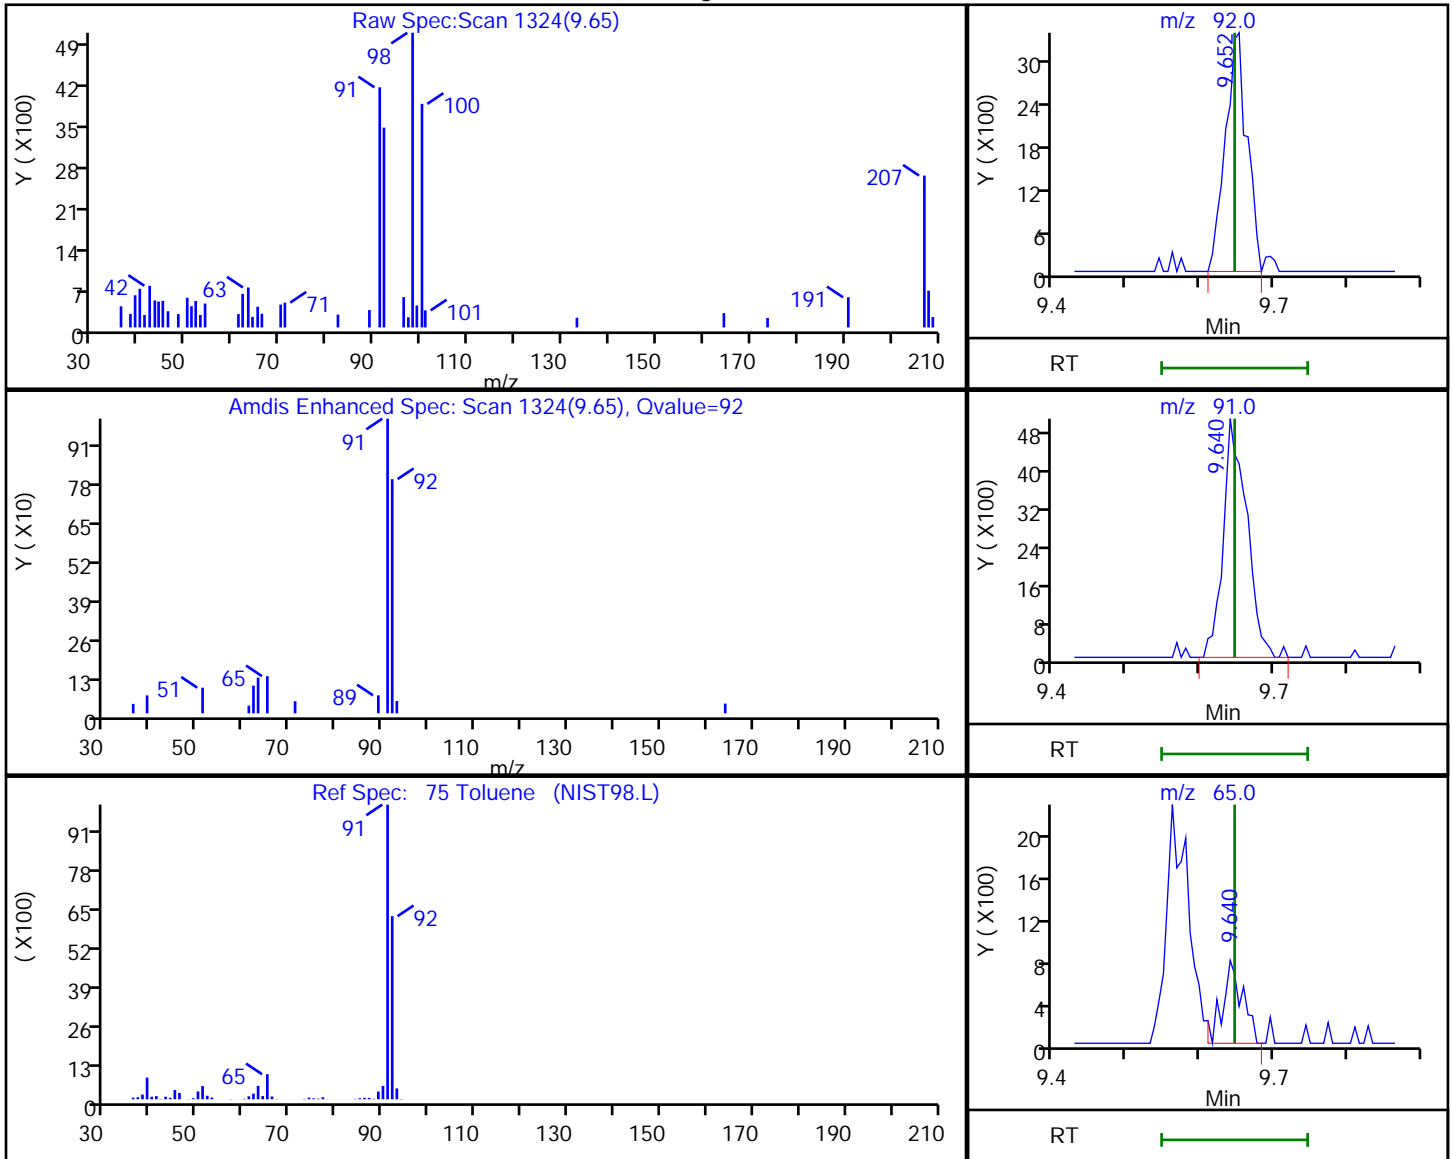 Raw Spec:Scan 1324(9.65)
Y ( X100)
49
42
35
28
21
14
7
0
98
91
100
207
42
63
71
101
191
30 50 70 90 110 130 150 170 190 210
m/z
m/z 92.0
Y ( X100)
30
24
18
12
6
0
9.652
9.4 9.7
Min
RT
Amdis Enhanced Spec: Scan 1324(9.65), Qvalue=92
Y ( X10)
91
78
65
52
39
26
13
0
91
92
51
65
89
30 50 70 90 110 130 150 170 190 210
m/z
m/z 91.0
Y ( X100)
48
40
32
24
16
8
0
9.640
9.4 9.7
Min
RT
Ref Spec: 75 Toluene (NIST98.L)
( X100)
91
78
65
52
39
26
13
0
91
92
65
30 50 70 90 110 130 150 170 190 210
m/z 65.0
Y ( X100)
20
16
12
8
4
0
9.640
9.4 9.7
Min
RT